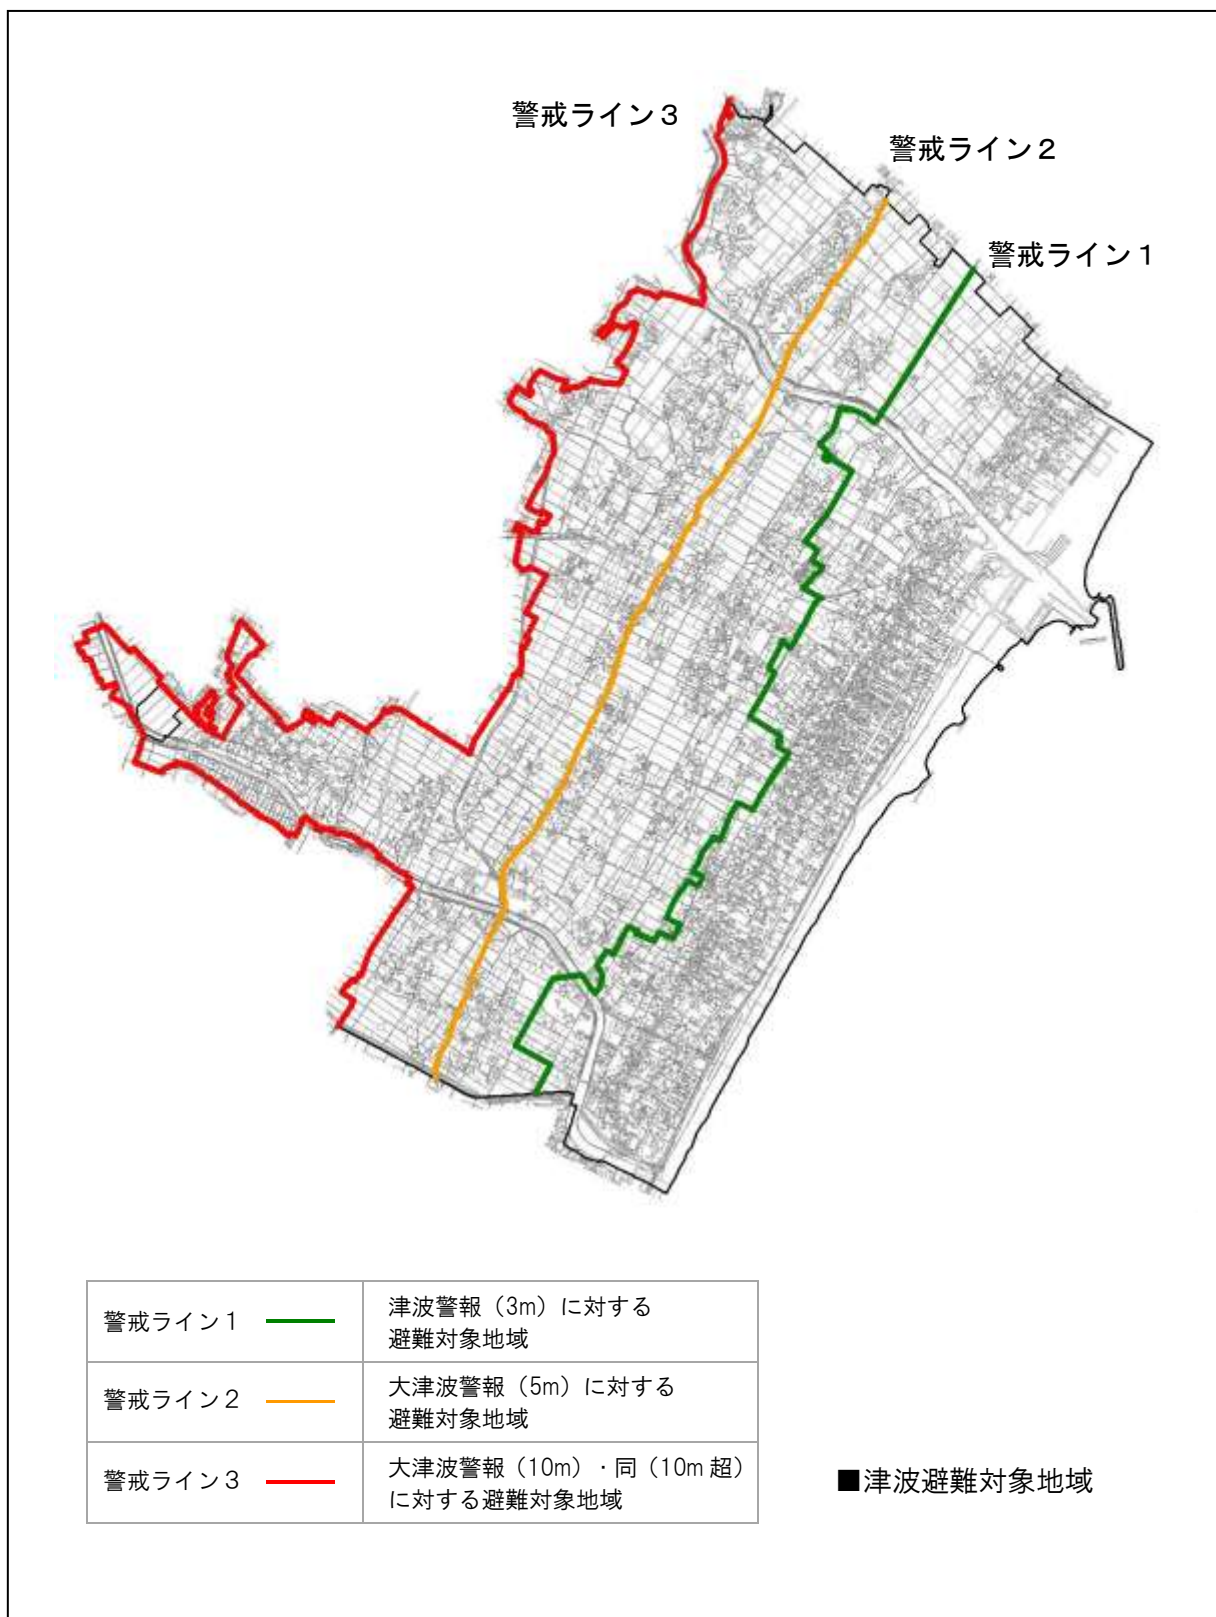 警戒ライン３
警戒ライン２
警戒ライン１
警戒ライン１
津波警報（3m）に対する
避難対象地域
警戒ライン２
大津波警報（5m）に対する
避難対象地域
警戒ライン３
大津波警報（10m）・同（10m超）
に対する避難対象地域
■津波避難対象地域